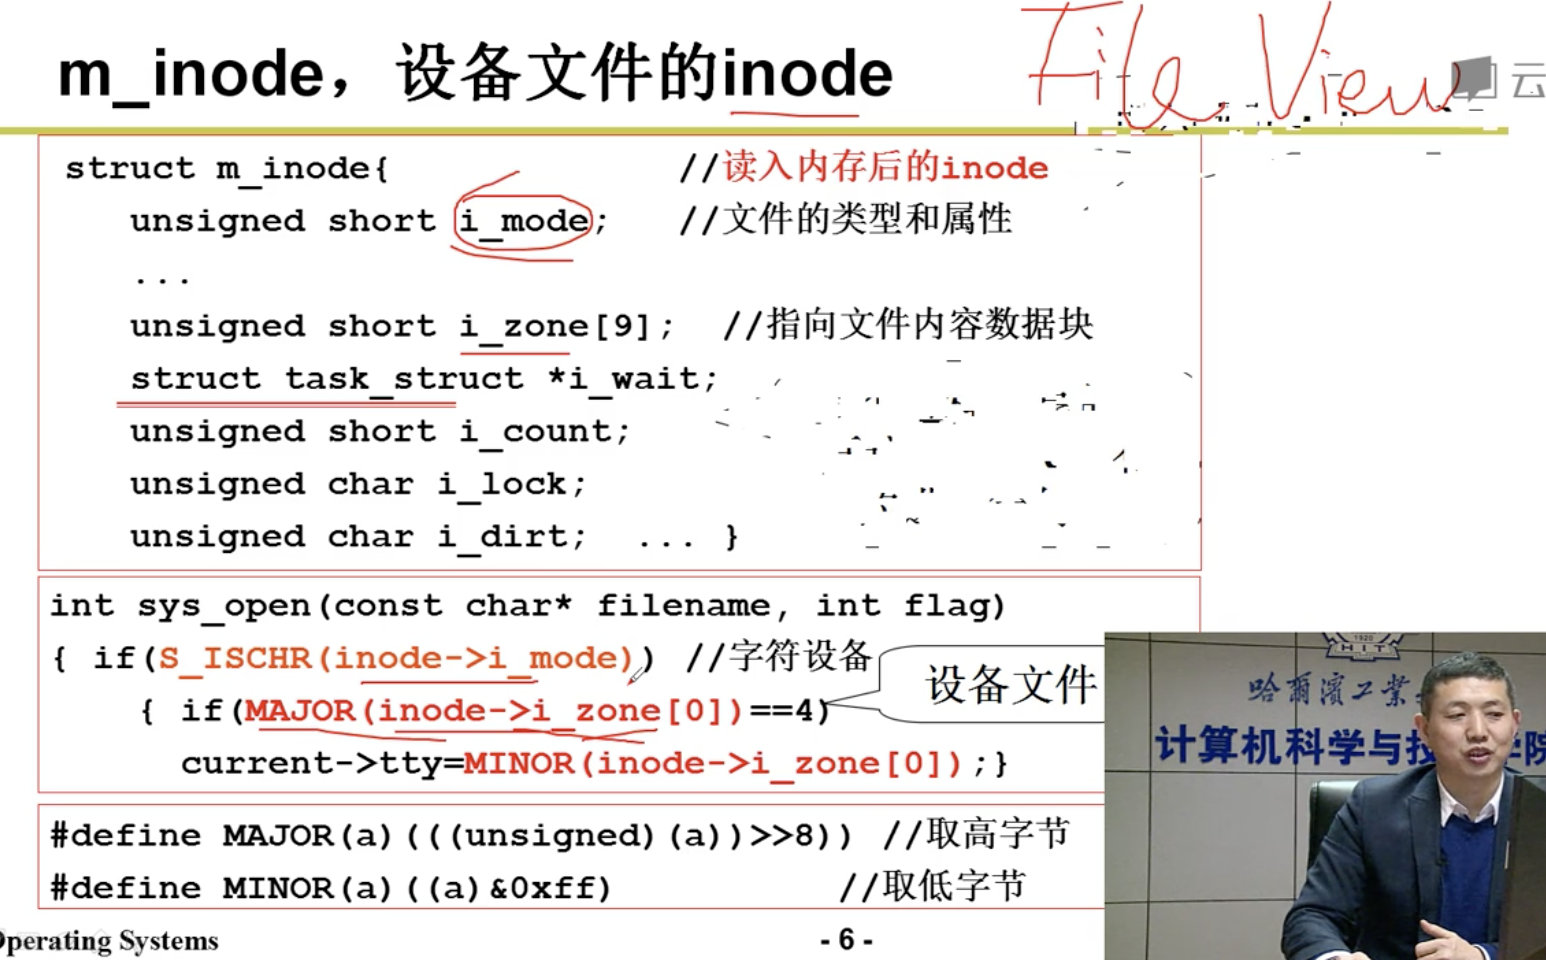 File View
云
m_inode，设备文件的inode
struct m_inode{ //读入内存后的inode
unsigned short i_mode; //文件的类型和属性
...
unsigned short i_zone[9]; //指向文件内容数据块
struct task_struct *i_wait;
unsigned short i_count;
unsigned char i_lock;
unsigned char i_dirt; ... }
int sys_open(const char* filename, int flag)
{ if(S_ISCHR(inode->i_mode)) //字符设备
{ if(MAJOR(inode->i_zone[0])==4)
设备文件
current->tty=MINOR(inode->i_zone[0]);}
#define MAJOR(a)(((unsigned)(a))>>8)) //取高字节
#define MINOR(a)((a)&0xff) //取低字节
1920
HIT
哈爾濱工業
计算机科学与技 学院
Operating Systems
- 6 -